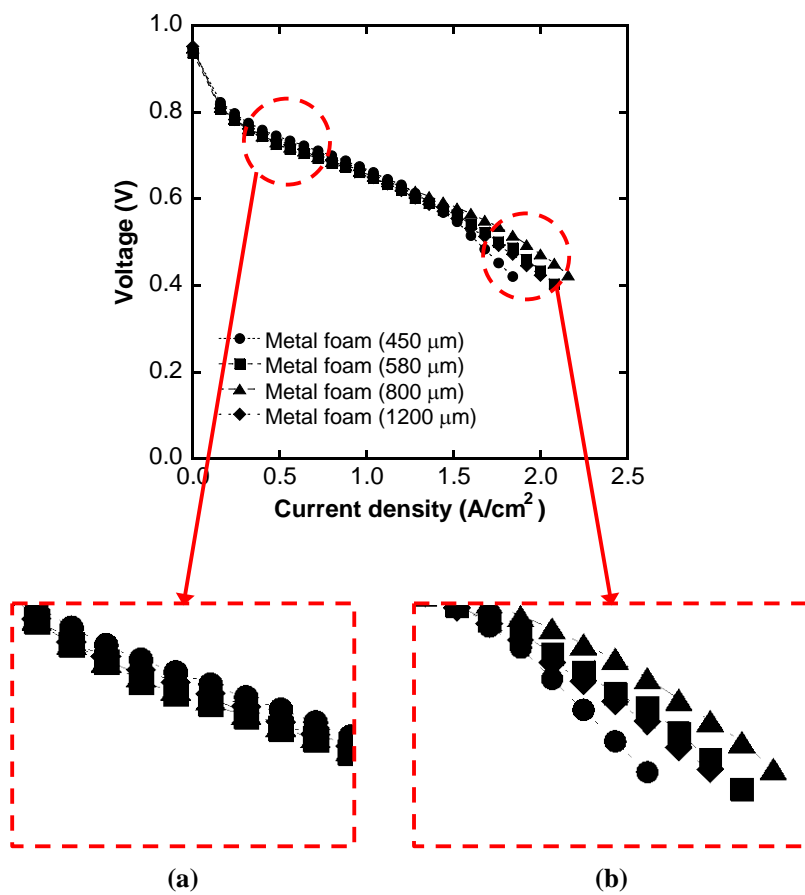 1.0
0.8
0.6
0.4
0.2
0.0
Voltage (V)
Metal foam (450 μm)
Metal foam (580 μm)
Metal foam (800 μm)
Metal foam (1200 μm)
0.0 0.5 1.0 1.5 2.0 2.5
Current density (A/cm²)
(a) (b)